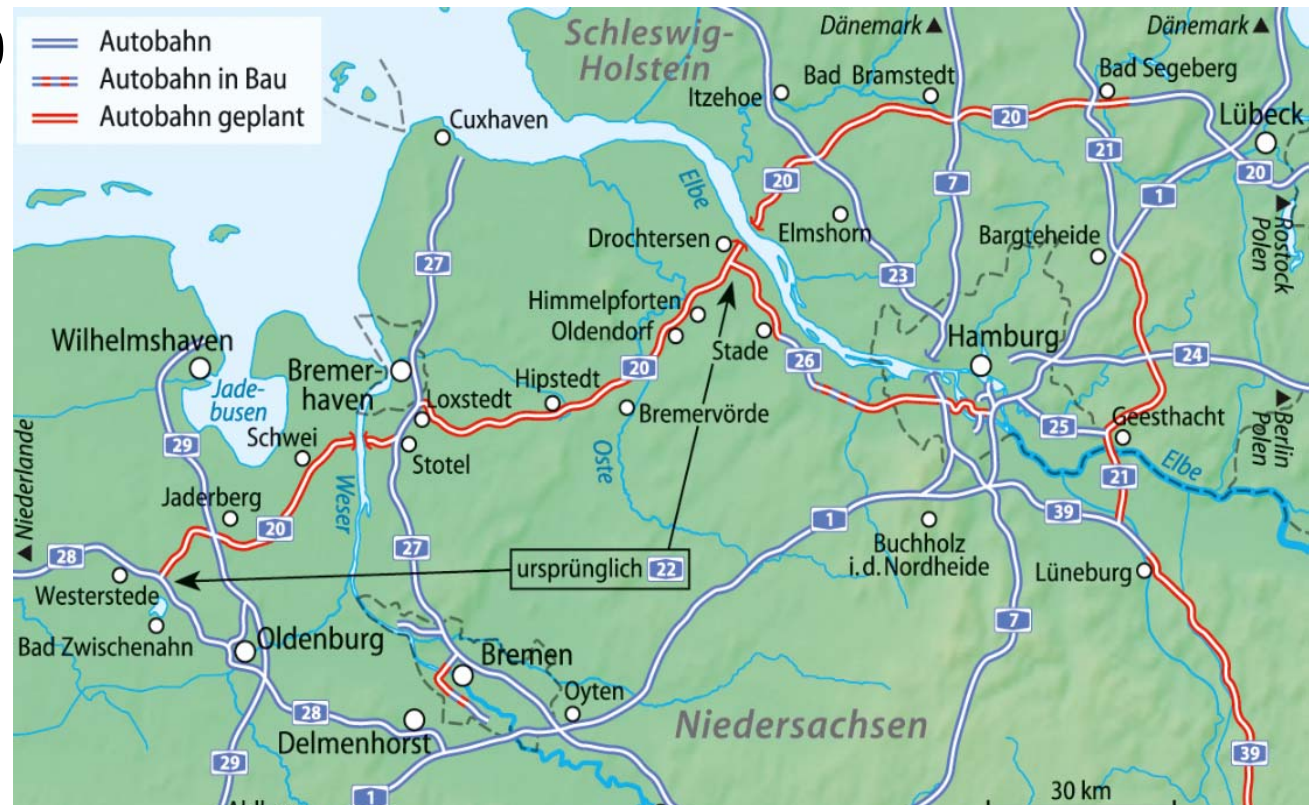 Autobahn
Autobahn in Bau
Autobahn geplant
Schleswig-
Holstein
Dänemark
Dänemark
Bad Bramstedt
Bad Segeberg
Itzehoe
20
Lübeck
Cuxhaven
21
20
Elbe
20
7
1
Rostock
Polen
Drochtersen
Elmshorn
Bargteheide
27
23
Himmelpforten
Oldendorf
Wilhelmshaven
Stade
Hamburg
Bremer-
haven
20
26
24
Jade-
busen
Hipstedt
Loxstedt
Bremervörde
Berlin
Polen
Schwei
25
Geesthacht
29
Stotel
Oste
Elbe
21
Weser
Jaderberg
Niederlande
20
1
39
28
27
Buchholz
i.d.Nordheide
ursprünglich 22
Lüneburg
Westerstede
7
Bad Zwischenahn
Oldenburg
Bremen
Oyten
28
Niedersachsen
Delmenhorst
29
39
1
30 km